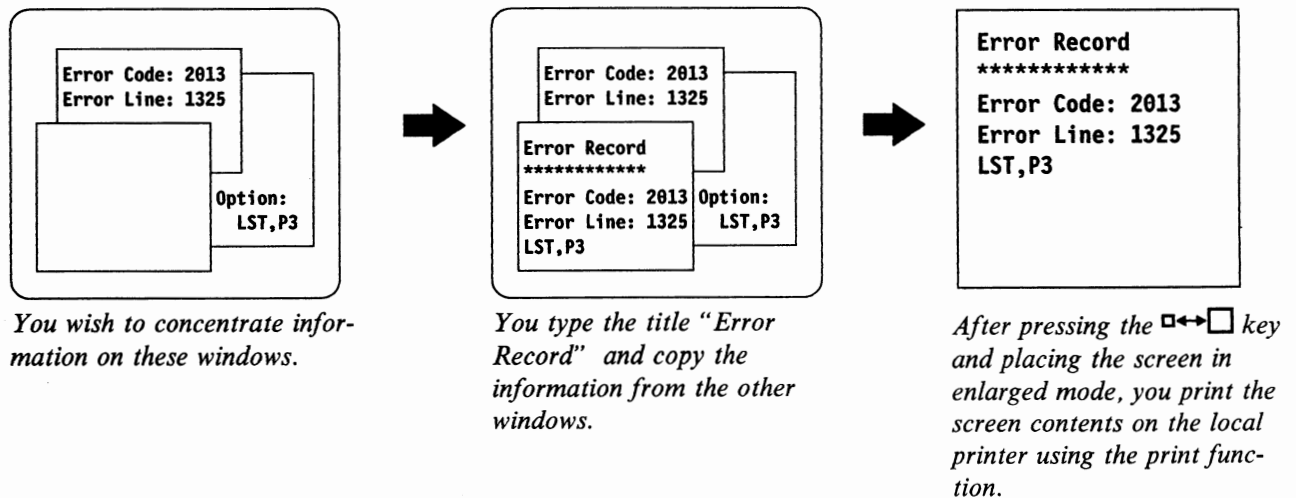 Error Code: 2013
Error Line: 1325
Option:
LST,P3
You wish to concentrate infor-
mation on these windows.
Error Code: 2013
Error Line: 1325
Error Record
************
Error Code: 2013
Error Line: 1325
LST,P3
Option:
LST,P3
You type the title “Error
Record” and copy the
information from the other
windows.
Error Record
************
Error Code: 2013
Error Line: 1325
LST,P3
After pressing the key
and placing the screen in
enlarged mode, you print the
screen contents on the local
printer using the print func-
tion.